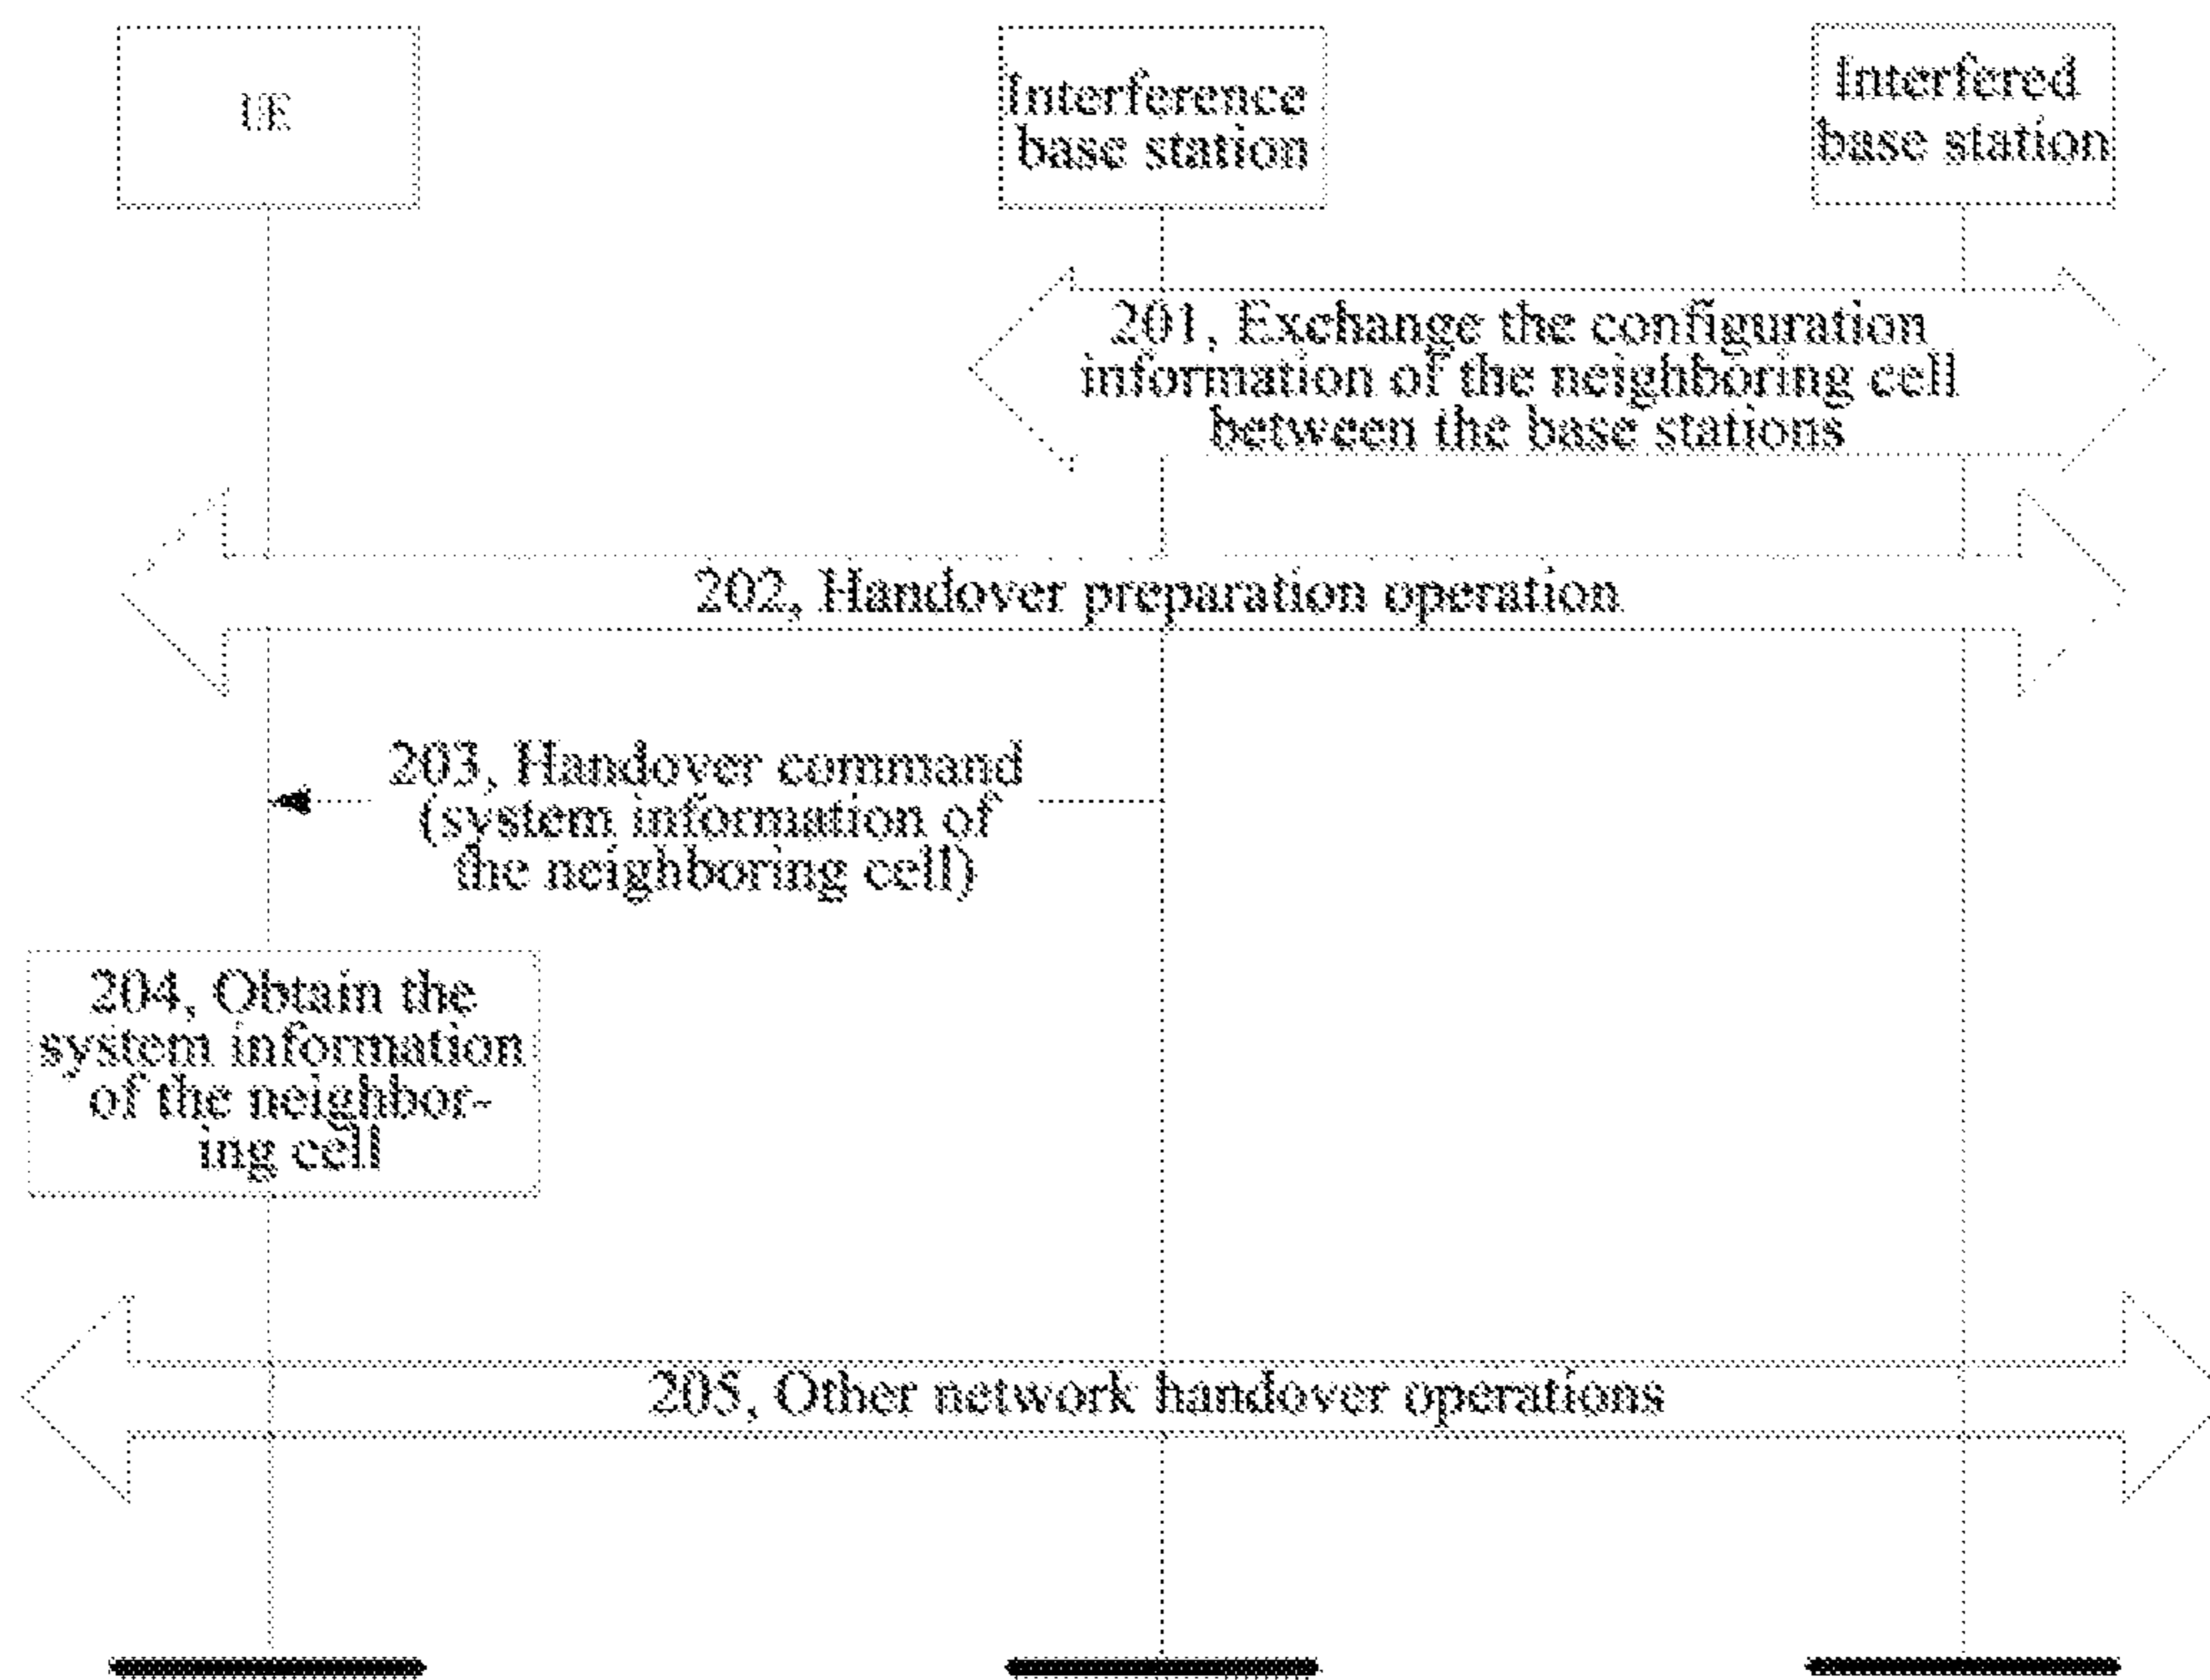 UE
Interference
base station
Interfered
base station
201, Exchange the configuration
information of the neighboring cell
between the base stations
202, Handover preparation operation
203, Handover command
(system information of
the neighboring cell)
204, Obtain the
system information
of the neighbor-
ing cell
205, Other network handover operations